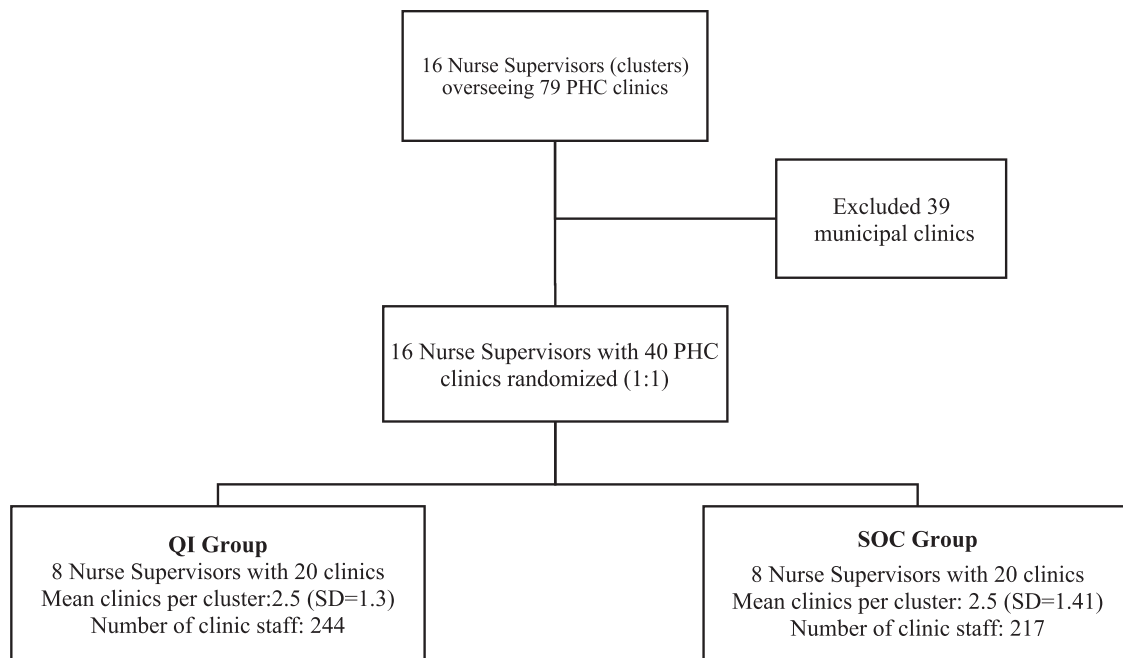 16 Nurse Supervisors (clusters)
overseeing 79 PHC clinics
Excluded 39
municipal clinics
16 Nurse Supervisors with 40 PHC
clinics randomized (1:1)
QI Group
8 Nurse Supervisors with 20 clinics
Mean clinics per cluster:2.5 (SD=1.3)
Number of clinic staff: 244
SOC Group
8 Nurse Supervisors with 20 clinics
Mean clinics per cluster: 2.5 (SD=1.41)
Number of clinic staff: 217